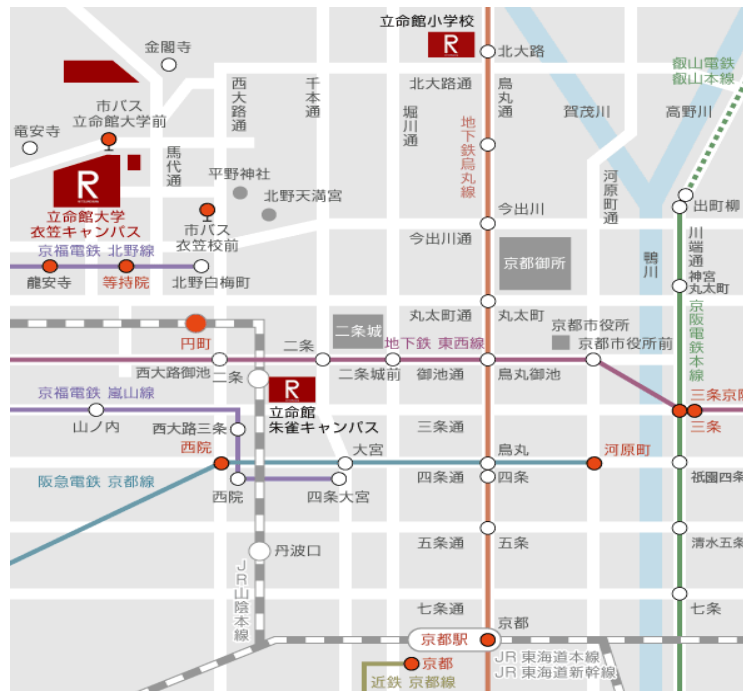 立命館小学校
R
北大路
金閣寺
市バス
立命館大学前
竜安寺
西大路通
千本通
北大路通
堀川通
烏丸通
賀茂川
高野川
叡山電鉄
叡山本線
地下鉄烏丸線
馬代通
平野神社
北野天満宮
R
立命館大学
衣笠キャンパス
市バス
衣笠校前
河原町通
出町柳
今出川
今出川通
川端通
京都御所
鴨川
神宮
丸太町
京福電鉄 北野線
龍安寺
等持院
北野白梅町
丸太町通
丸太町
京阪電鉄本線
円町
二条城
京都市役所
京都市役所前
二条
地下鉄 東西線
西大路御池
二条
二条城前
御池通
烏丸御池
京福電鉄 嵐山線
R
立命館
朱雀キャンパス
三条京阪
三条
山ノ内
西大路三条
三条通
西院
大宮
烏丸
河原町
阪急電鉄 京都線
西院
四条大宮
四条通
四条
祇園四条
丹波口
五条通
五条
清水五条
JR山陰本線
七条通
七条
京都
京都駅
JR 東海道本線
JR 東海道新幹線
京都
近鉄 京都線